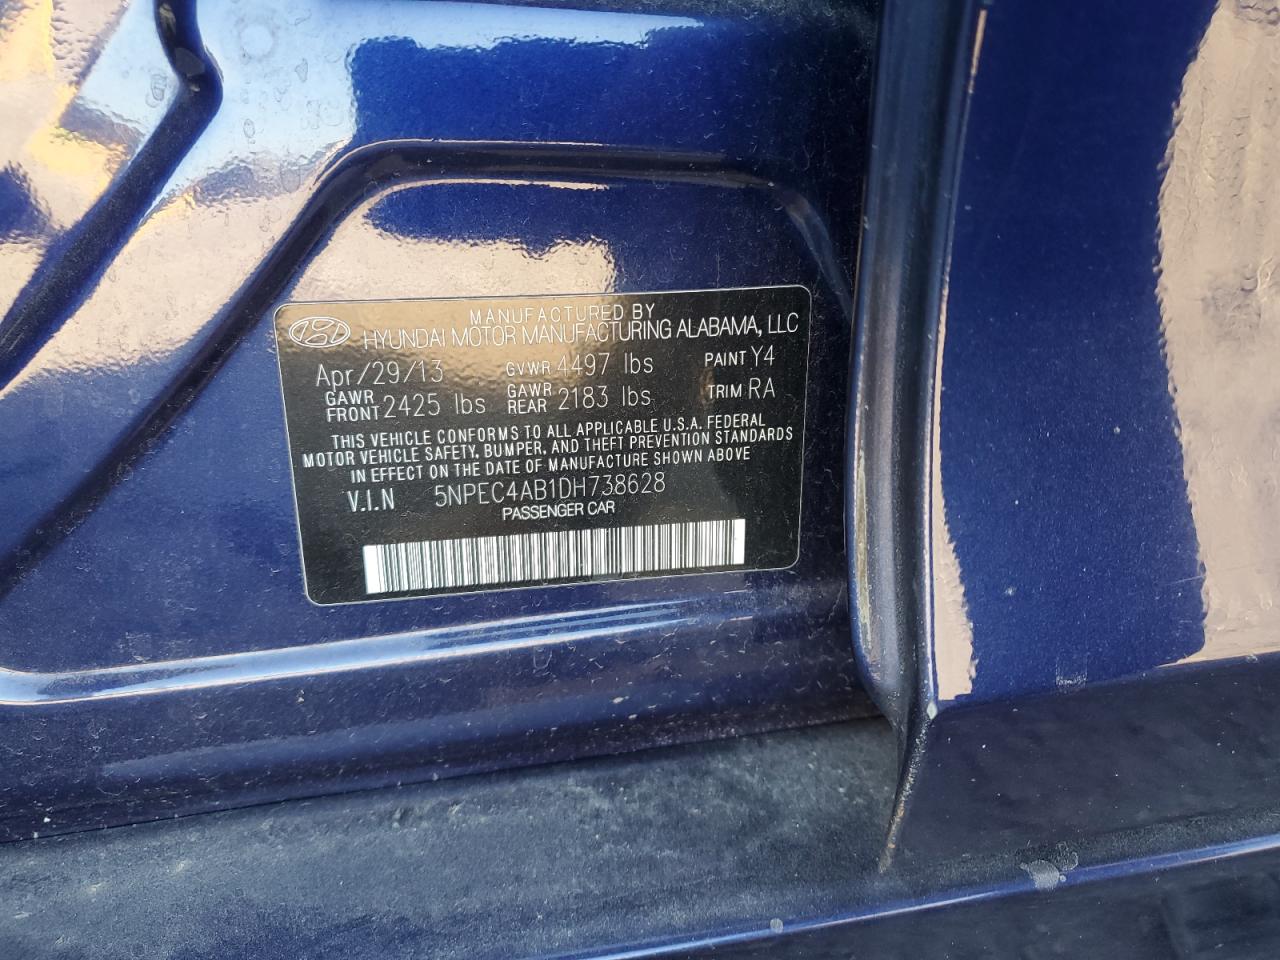 MANUFACTURED BY
HYUNDAI MOTOR MANUFACTURING ALABAMA, LLC
Apr/29/13 GVWR 4497 lbs PAINT Y4
GAWR FRONT 2425 lbs GAWR REAR 2183 lbs TRIM RA
THIS VEHICLE CONFORMS TO ALL APPLICABLE U.S.A. FEDERAL
MOTOR VEHICLE SAFETY, BUMPER, AND THEFT PREVENTION STANDARDS
IN EFFECT ON THE DATE OF MANUFACTURE SHOWN ABOVE
V.I.N 5NPEC4AB1DH738628
PASSENGER CAR